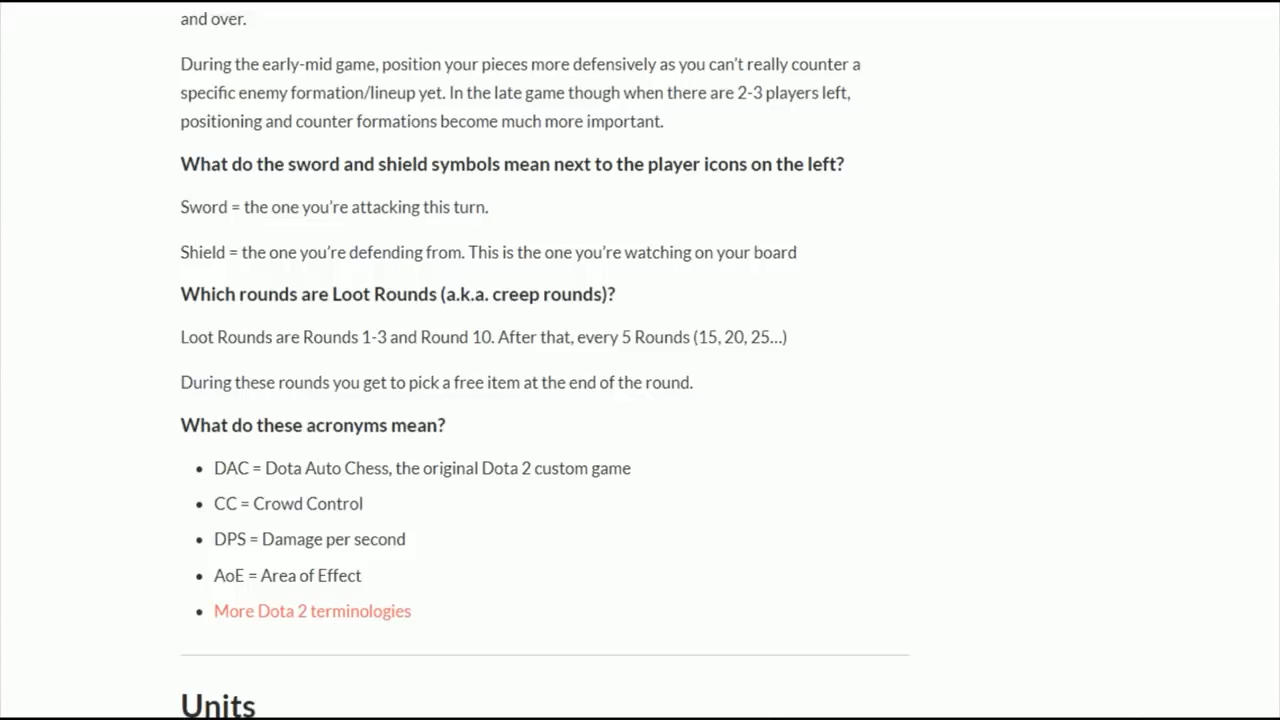 and over.
During the early-mid game, position your pieces more defensively as you can’t really counter a
specific enemy formation/lineup yet. In the late game though when there are 2-3 players left,
positioning and counter formations become much more important.
What do the sword and shield symbols mean next to the player icons on the left?
Sword = the one you’re attacking this turn.
Shield = the one you’re defending from. This is the one you’re watching on your board
Which rounds are Loot Rounds (a.k.a. creep rounds)?
Loot Rounds are Rounds 1-3 and Round 10. After that, every 5 Rounds (15, 20, 25…)
During these rounds you get to pick a free item at the end of the round.
What do these acronyms mean?
• DAC = Dota Auto Chess, the original Dota 2 custom game
• CC = Crowd Control
• DPS = Damage per second
• AoE = Area of Effect
• More Dota 2 terminologies
Units